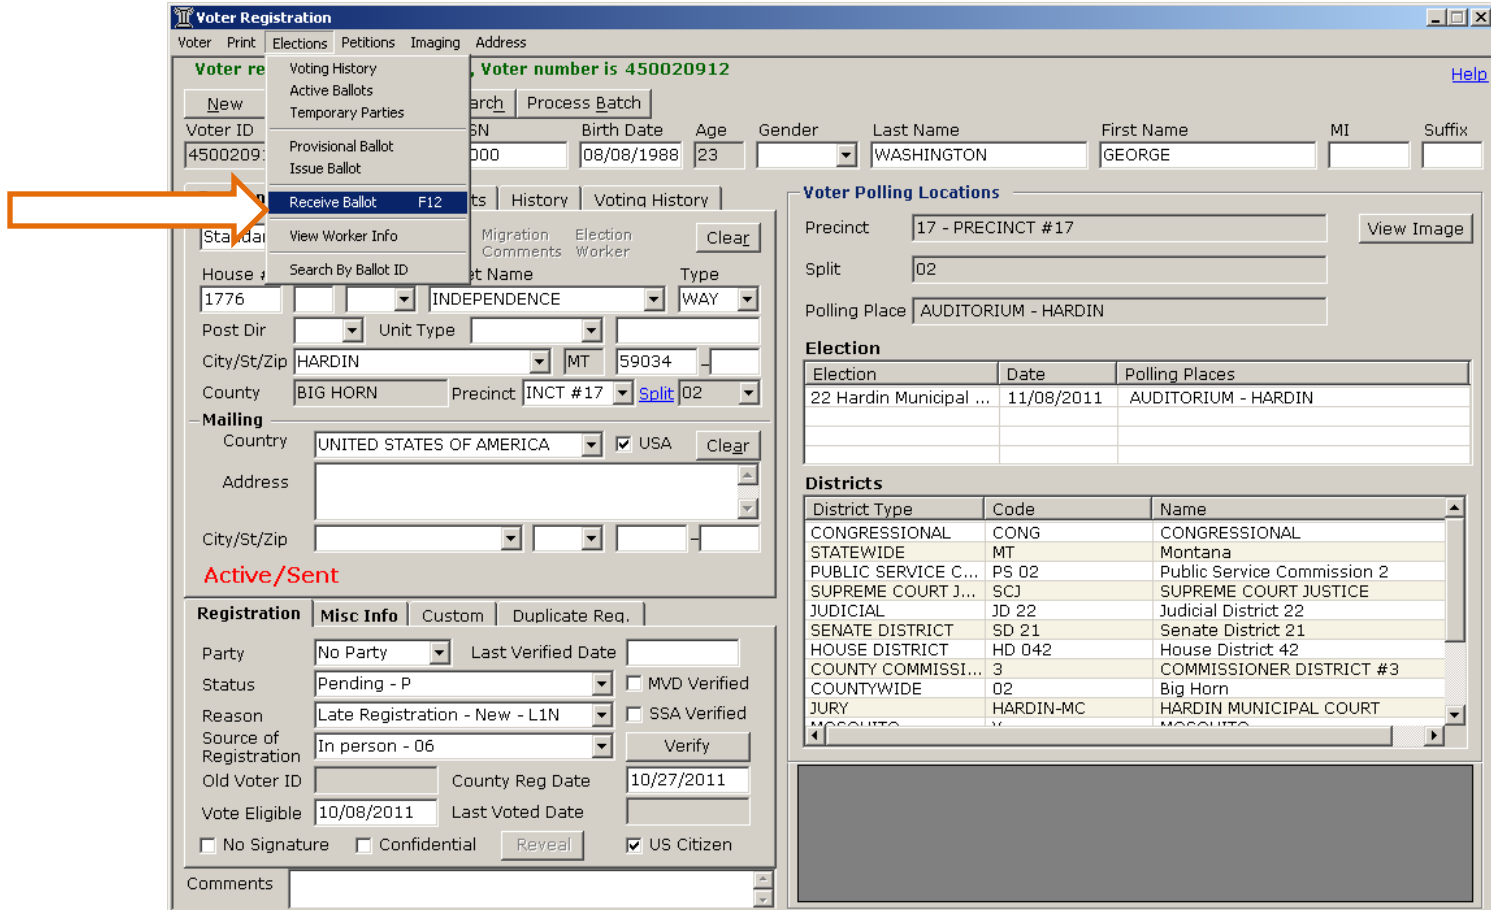 Voter Registration
Voter Print Elections Petitions Imaging Address
Voter re , Voter number is 450020912
Help
Voting History
Active Ballots
Temporary Parties
Provisional Ballot
Issue Ballot
Receive Ballot F12
View Worker Info
Search By Ballot ID
New arch Process Batch
Voter ID SN Birth Date Age Gender Last Name First Name MI Suffix
45002091 000 08/08/1988 23 WASHINGTON GEORGE
ts History Voting History
Standar Migration Comments Election Worker Clear
House # et Name Type
1776 INDEPENDENCE WAY
Post Dir Unit Type
City/St/Zip HARDIN MT 59034 –
County BIG HORN Precinct INCT #17 Split 02
Mailing
Country UNITED STATES OF AMERICA USA Clear
Address
City/St/Zip –
Active/Sent
Registration Misc Info Custom Duplicate Reg.
Party No Party Last Verified Date
Status Pending - P MVD Verified
Reason Late Registration - New - L1N SSA Verified
Source of Registration In person - 06 Verify
Old Voter ID County Reg Date 10/27/2011
Vote Eligible 10/08/2011 Last Voted Date
No Signature Confidential Reveal US Citizen
Comments
Voter Polling Locations
Precinct 17 - PRECINCT #17 View Image
Split 02
Polling Place AUDITORIUM - HARDIN
Election
Election Date Polling Places
22 Hardin Municipal ... 11/08/2011 AUDITORIUM - HARDIN
Districts
District Type Code Name
CONGRESSIONAL CONG CONGRESSIONAL
STATEWIDE MT Montana
PUBLIC SERVICE C... PS 02 Public Service Commission 2
SUPREME COURT J... SCJ SUPREME COURT JUSTICE
JUDICIAL JD 22 Judicial District 22
SENATE DISTRICT SD 21 Senate District 21
HOUSE DISTRICT HD 042 House District 42
COUNTY COMMISSI... 3 COMMISSIONER DISTRICT #3
COUNTYWIDE 02 Big Horn
JURY HARDIN-MC HARDIN MUNICIPAL COURT
MOSQUITO MOSQUITO